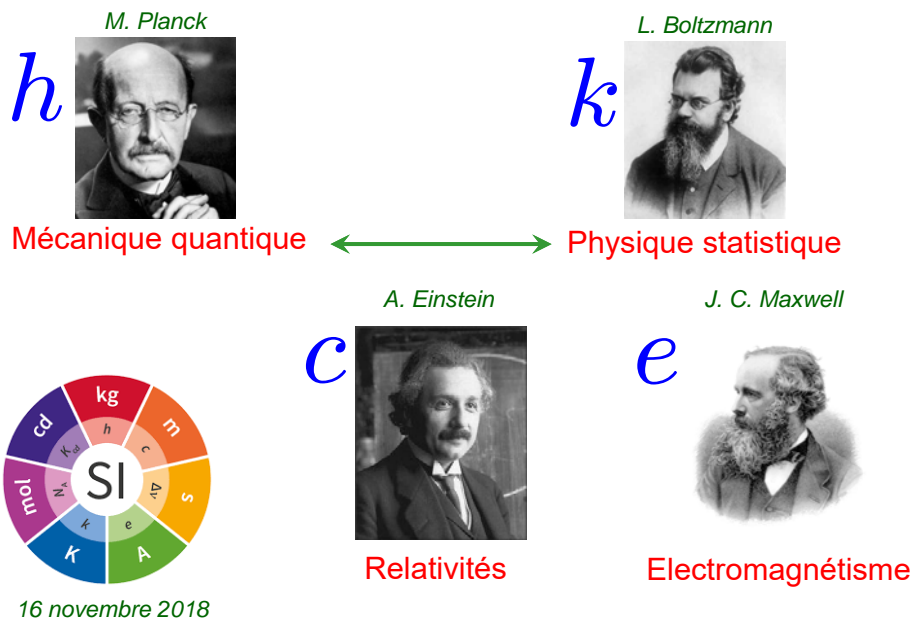 M. Planck
L. Boltzmann
h
k
Mécanique quantique
Physique statistique
A. Einstein
J. C. Maxwell
c
e
kg
m
s
A
K
mol
cd
h
c
Δν
e
k
N_A
K_cd
SI
Relativités
Electromagnétisme
16 novembre 2018